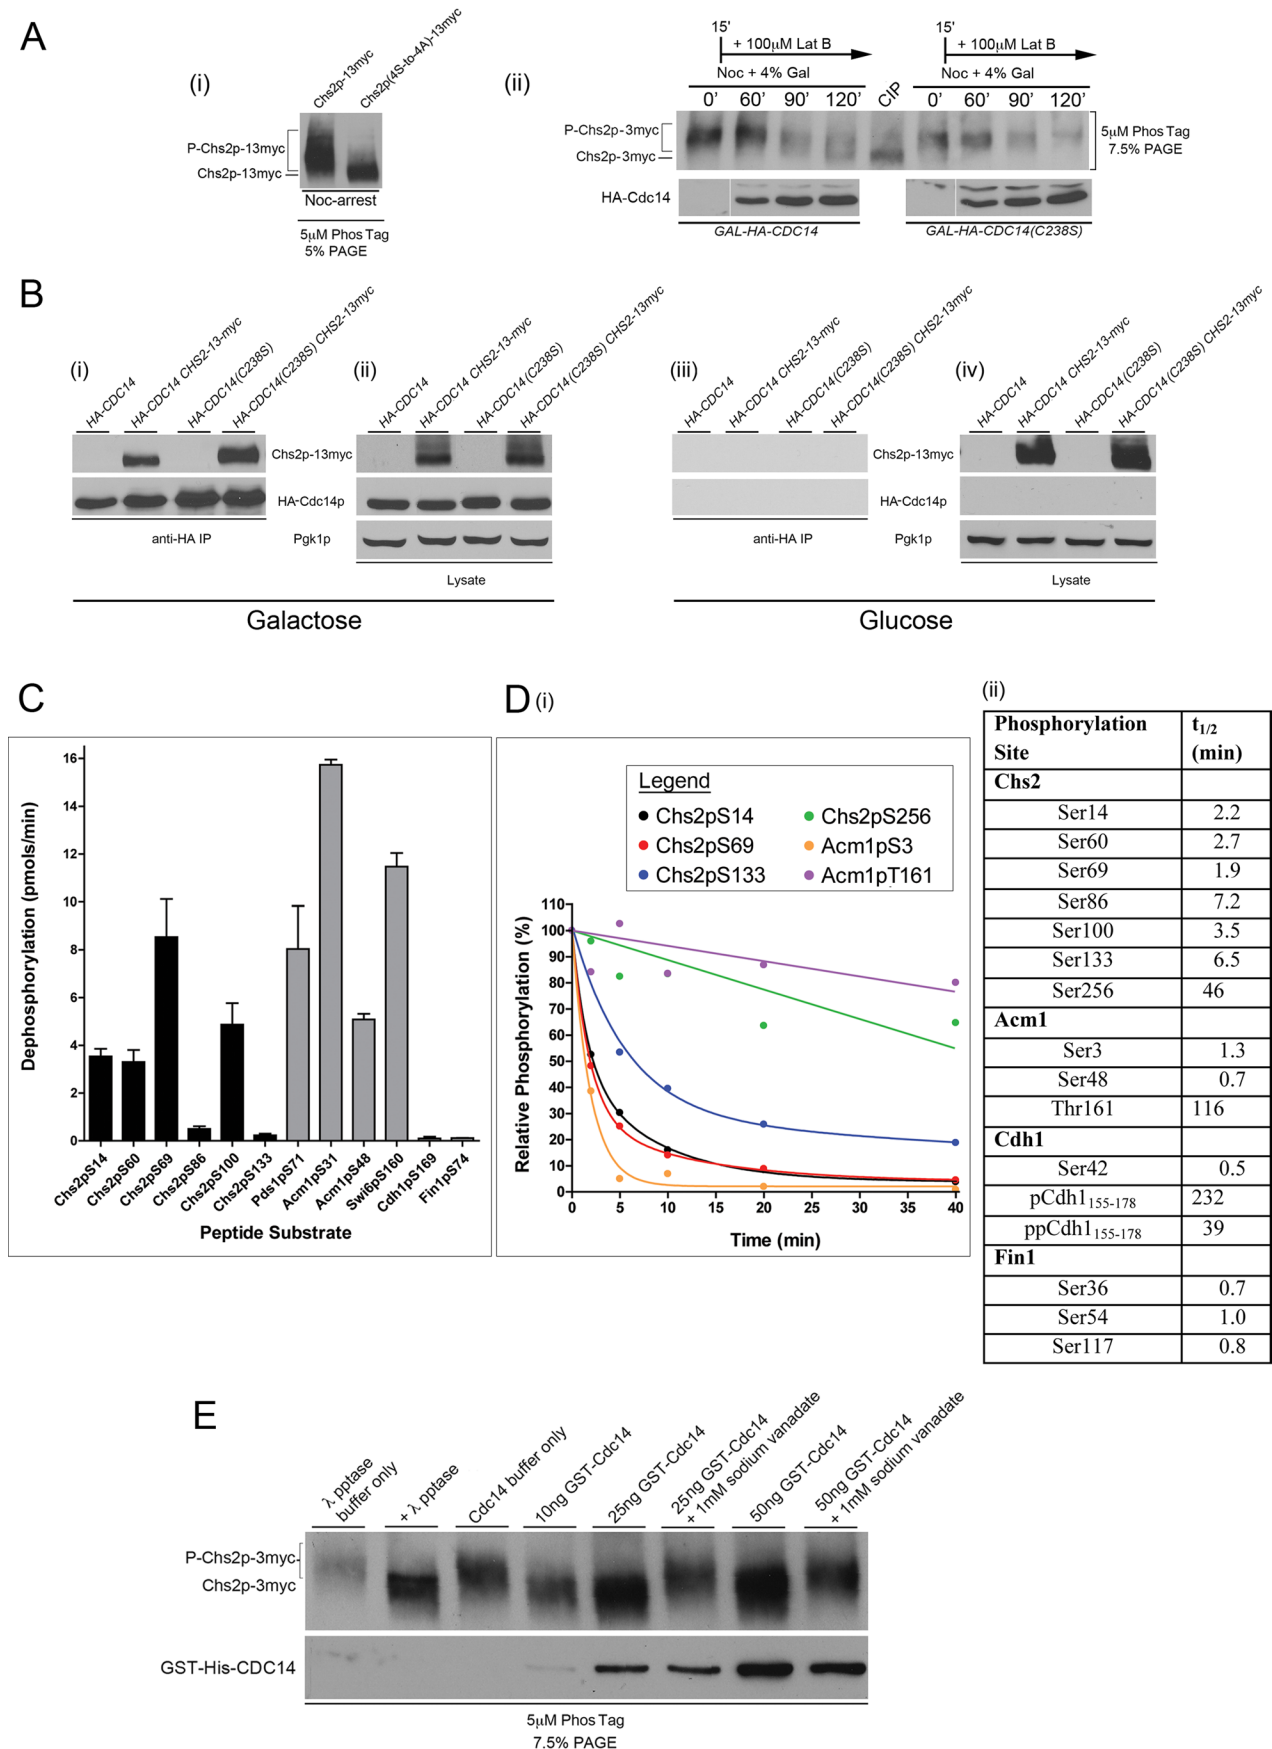 A
(i)
Chs2p-13myc
Chs2p(4S-to-4A)-13myc
P-Chs2p-13myc
Chs2p-13myc
Noc-arrest
5µM Phos Tag
5% PAGE
(ii)
15'
+ 100µM Lat B
Noc + 4% Gal
0' 60' 90' 120'
CIP
15'
+ 100µM Lat B
Noc + 4% Gal
0' 60' 90' 120'
P-Chs2p-3myc
Chs2p-3myc
5µM Phos Tag
7.5% PAGE
HA-Cdc14
GAL-HA-CDC14
GAL-HA-CDC14(C238S)
B
(i)
HA-CDC14
HA-CDC14 CHS2-13-myc
HA-CDC14(C238S)
HA-CDC14(C238S) CHS2-13myc
(ii)
HA-CDC14
HA-CDC14 CHS2-13-myc
HA-CDC14(C238S)
HA-CDC14(C238S) CHS2-13myc
Chs2p-13myc
HA-Cdc14p
anti-HA IP
Pgk1p
Lysate
Galactose
(iii)
HA-CDC14
HA-CDC14 CHS2-13-myc
HA-CDC14(C238S)
HA-CDC14(C238S) CHS2-13myc
(iv)
HA-CDC14
HA-CDC14 CHS2-13-myc
HA-CDC14(C238S)
HA-CDC14(C238S) CHS2-13myc
Chs2p-13myc
HA-Cdc14p
anti-HA IP
Pgk1p
Lysate
Glucose
C
Dephosphorylation (pmols/min)
16
14
12
10
8
6
4
2
0
Chs2pS14
Chs2pS60
Chs2pS69
Chs2pS86
Chs2pS100
Chs2pS133
Pds1pS71
Acm1pS31
Acm1pS48
Swi6pS160
Cdh1pS169
Fin1pS74
Peptide Substrate
D (i)
Legend
Chs2pS14
Chs2pS256
Chs2pS69
Acm1pS3
Chs2pS133
Acm1pT161
Relative Phosphorylation (%)
110
100
90
80
70
60
50
40
30
20
10
0
0 5 10 15 20 25 30 35 40
Time (min)
(ii)
Phosphorylation Site t1/2 (min)
Chs2
Ser14 2.2
Ser60 2.7
Ser69 1.9
Ser86 7.2
Ser100 3.5
Ser133 6.5
Ser256 46
Acm1
Ser3 1.3
Ser48 0.7
Thr161 116
Cdh1
Ser42 0.5
pCdh1155-178 232
ppCdh1155-178 39
Fin1
Ser36 0.7
Ser54 1.0
Ser117 0.8
E
λ pptase buffer only
+ λ pptase
Cdc14 buffer only
10ng GST-Cdc14
25ng GST-Cdc14
25ng GST-Cdc14 + 1mM sodium vanadate
50ng GST-Cdc14
50ng GST-Cdc14 + 1mM sodium vanadate
P-Chs2p-3myc
Chs2p-3myc
GST-His-CDC14
5µM Phos Tag
7.5% PAGE